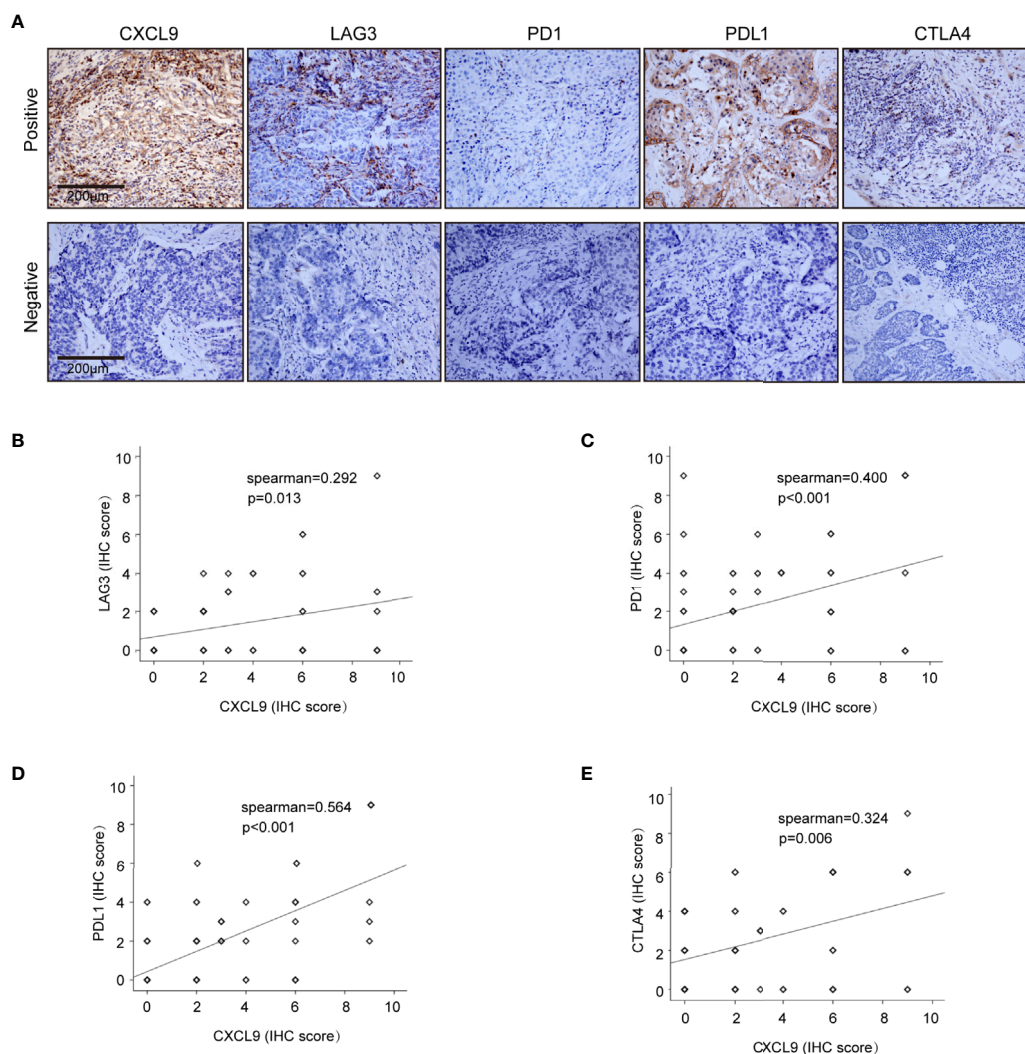 A
CXCL9 LAG3 PD1 PDL1 CTLA4
Positive
200μm
Negative
200μm
B
spearman=0.292
p=0.013
LAG3 (IHC score)
10
8
6
4
2
0
0 2 4 6 8 10
CXCL9 (IHC score)
C
spearman=0.400
p<0.001
PD1 (IHC score)
10
8
6
4
2
0
0 2 4 6 8 10
CXCL9 (IHC score)
D
spearman=0.564
p<0.001
PDL1 (IHC score)
10
8
6
4
2
0
0 2 4 6 8 10
CXCL9 (IHC score)
E
spearman=0.324
p=0.006
CTLA4 (IHC score)
10
8
6
4
2
0
0 2 4 6 8 10
CXCL9 (IHC score)